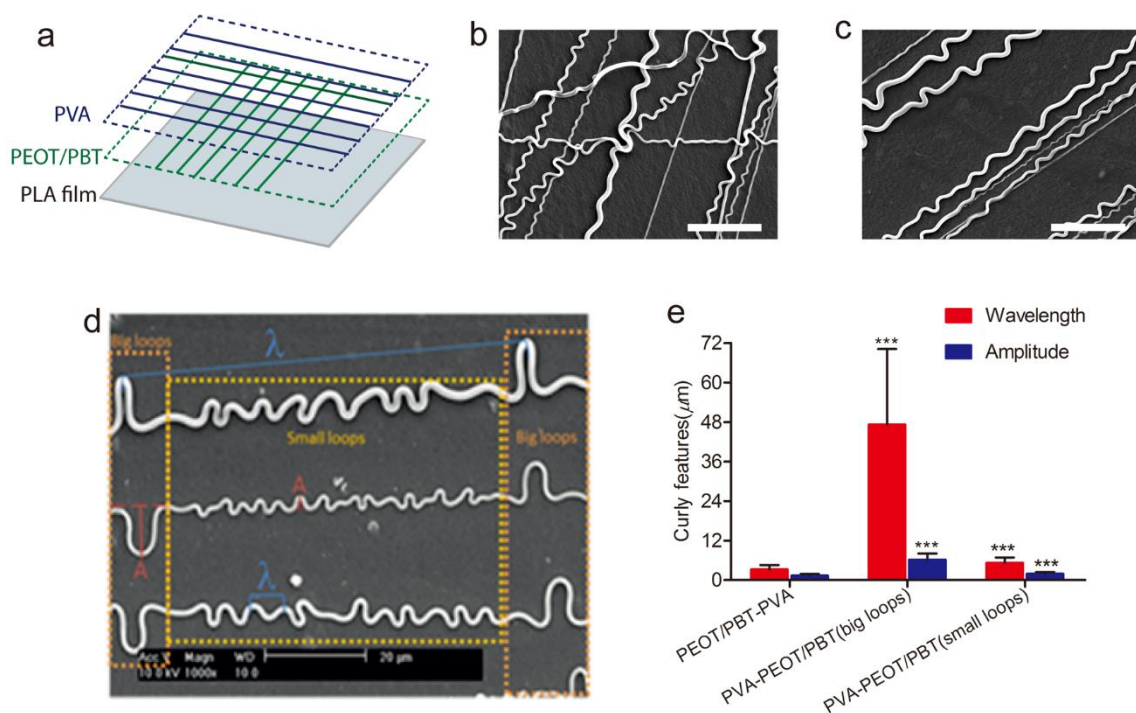 a
PVA
PEOT/PBT
PLA film
b
c
d
Big loops
λ
Small loops
Big loops
A
A
λ
Acc.V Magn WD 20 μm
10.0 kV 1000x 10.0
e
Wavelength
Amplitude
Curly features(μm)
72
60
48
36
24
12
0
***
***
***
***
PEOT/PBT-PVA
PVA-PEOT/PBT(big loops)
PVA-PEOT/PBT(small loops)